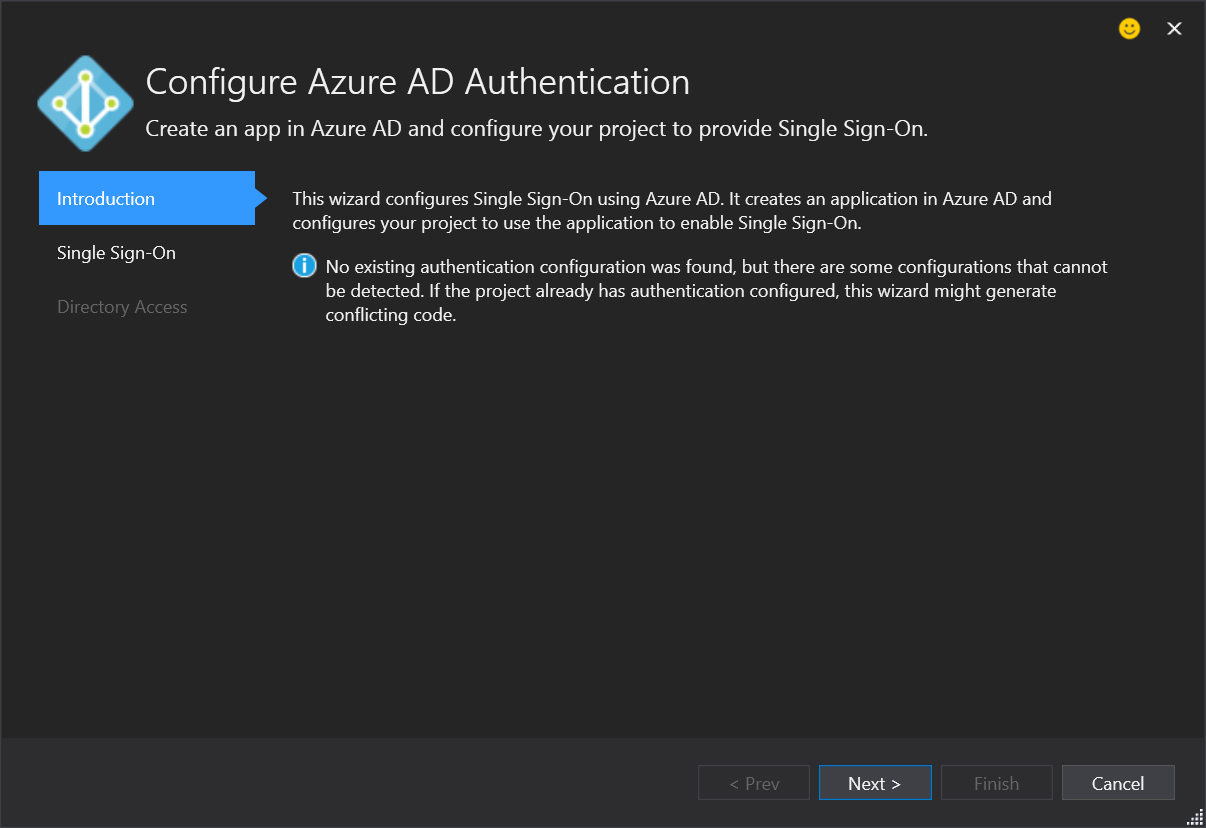 Configure Azure AD Authentication
Create an app in Azure AD and configure your project to provide Single Sign-On.
Introduction
Single Sign-On
Directory Access
This wizard configures Single Sign-On using Azure AD. It creates an application in Azure AD and
configures your project to use the application to enable Single Sign-On.
No existing authentication configuration was found, but there are some configurations that cannot
be detected. If the project already has authentication configured, this wizard might generate
conflicting code.
< Prev
Next >
Finish
Cancel